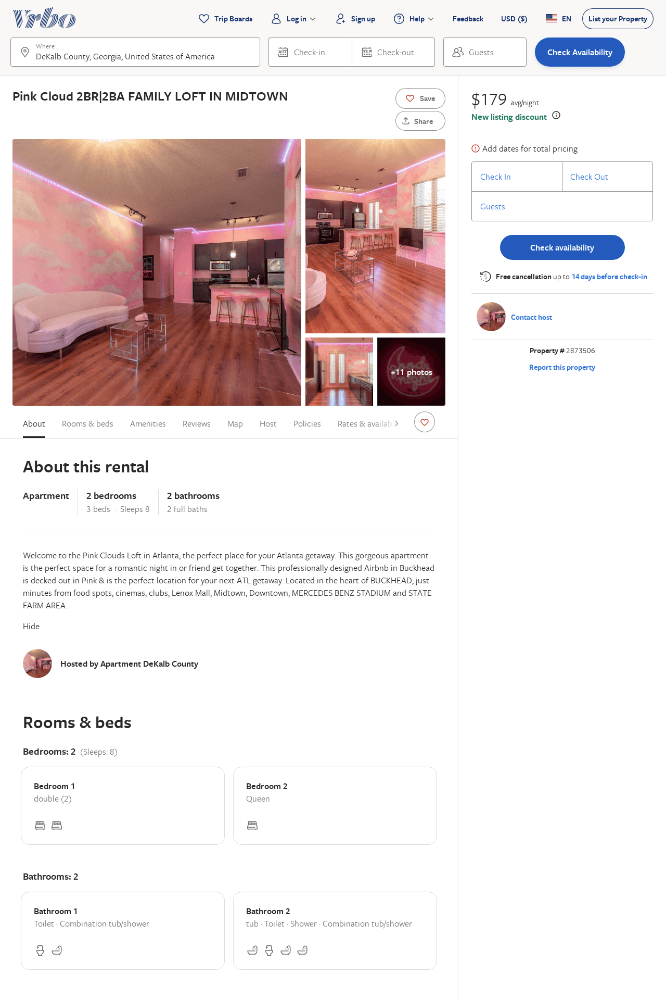 Vrbo
Trip Boards
Log in
Sign up
Help
Feedback
USD ($)
EN
List your Property
Where
DeKalb County, Georgia, United States of America
Check-in
Check-out
Guests
Check Availability
Pink Cloud 2BR|2BA FAMILY LOFT IN MIDTOWN
Save
Share
+11 photos
good
night
$179 avg/night
New listing discount
Add dates for total pricing
Check In
Check Out
Guests
Check availability
Free cancellation up to 14 days before check-in
Contact host
Property # 2873506
Report this property
About
Rooms & beds
Amenities
Reviews
Map
Host
Policies
Rates & availab
About this rental
Apartment
2 bedrooms
3 beds · Sleeps 8
2 bathrooms
2 full baths
Welcome to the Pink Clouds Loft in Atlanta, the perfect place for your Atlanta getaway. This gorgeous apartment
is the perfect space for a romantic night in or friend get together. This professionally designed Airbnb in Buckhead
is decked out in Pink & is the perfect location for your next ATL getaway. Located in the heart of BUCKHEAD, just
minutes from food spots, cinemas, clubs, Lenox Mall, Midtown, Downtown, MERCEDES BENZ STADIUM and STATE
FARM AREA.
Hide
Hosted by Apartment DeKalb County
Rooms & beds
Bedrooms: 2 (Sleeps: 8)
Bedroom 1
double (2)
Bedroom 2
Queen
Bathrooms: 2
Bathroom 1
Toilet · Combination tub/shower
Bathroom 2
tub · Toilet · Shower · Combination tub/shower